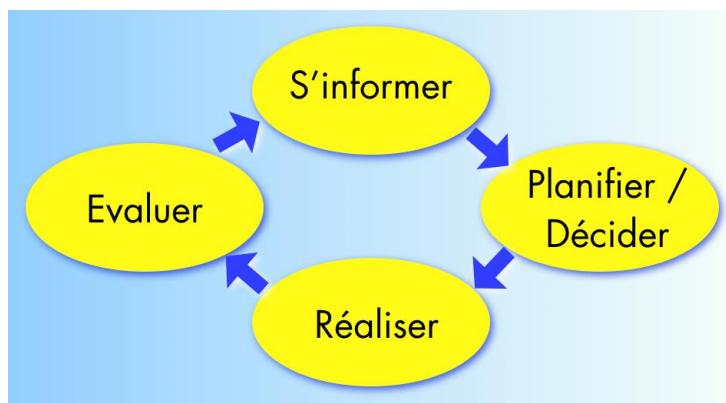 S'informer
Planifier /
Décider
Réaliser
Evaluer